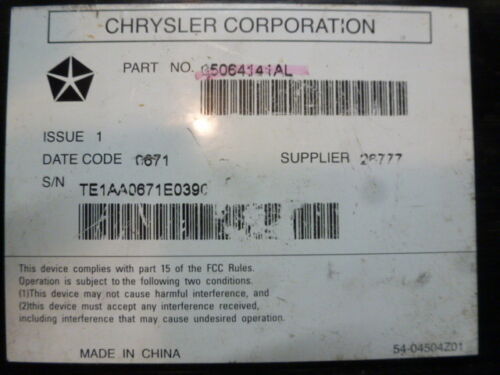 CHRYSLER CORPORATION
PART NO. 05064141AL
ISSUE 1
DATE CODE 0671 SUPPLIER 26777
S/N TE1AA0671E0390
This device complies with part 15 of the FCC Rules.
Operation is subject to the following two conditions.
(1)This device may not cause harmful interference, and
(2)this device must accept any interference received,
including interference that may cause undesired operation.
MADE IN CHINA 54-04504Z01